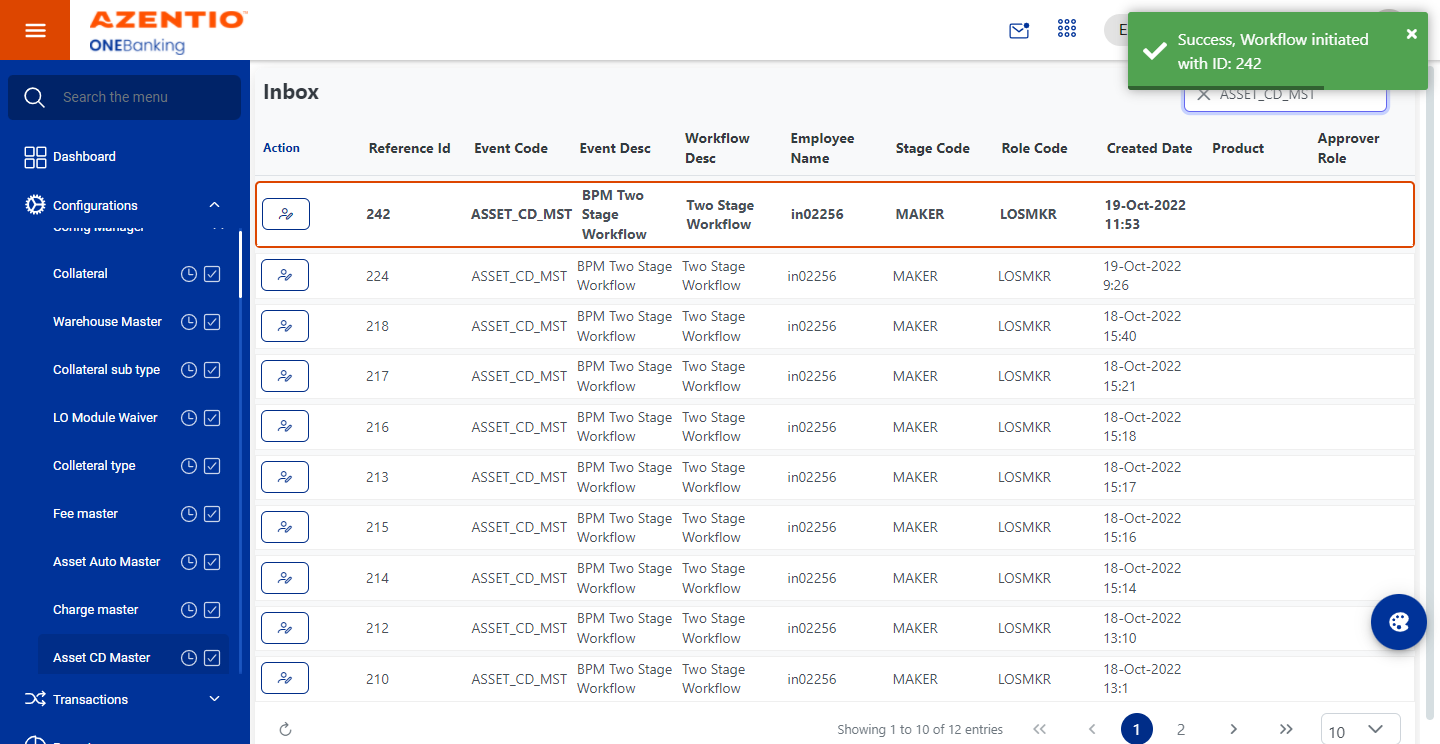 AZENTIO
ONEBanking
Success, Workflow initiated
with ID: 242
Search the menu
Dashboard
Configurations
Config Manager
Collateral
Warehouse Master
Collateral sub type
LO Module Waiver
Colleteral type
Fee master
Asset Auto Master
Charge master
Asset CD Master
Transactions
Inbox
ASSET_CD_MST
Action Reference Id Event Code Event Desc Workflow Desc Employee Name Stage Code Role Code Created Date Product Approver Role
242 ASSET_CD_MST BPM Two Stage Workflow Two Stage Workflow in02256 MAKER LOSMKR 19-Oct-2022 11:53
224 ASSET_CD_MST BPM Two Stage Workflow Two Stage Workflow in02256 MAKER LOSMKR 19-Oct-2022 9:26
218 ASSET_CD_MST BPM Two Stage Workflow Two Stage Workflow in02256 MAKER LOSMKR 18-Oct-2022 15:40
217 ASSET_CD_MST BPM Two Stage Workflow Two Stage Workflow in02256 MAKER LOSMKR 18-Oct-2022 15:21
216 ASSET_CD_MST BPM Two Stage Workflow Two Stage Workflow in02256 MAKER LOSMKR 18-Oct-2022 15:18
213 ASSET_CD_MST BPM Two Stage Workflow Two Stage Workflow in02256 MAKER LOSMKR 18-Oct-2022 15:17
215 ASSET_CD_MST BPM Two Stage Workflow Two Stage Workflow in02256 MAKER LOSMKR 18-Oct-2022 15:16
214 ASSET_CD_MST BPM Two Stage Workflow Two Stage Workflow in02256 MAKER LOSMKR 18-Oct-2022 15:14
212 ASSET_CD_MST BPM Two Stage Workflow Two Stage Workflow in02256 MAKER LOSMKR 18-Oct-2022 13:10
210 ASSET_CD_MST BPM Two Stage Workflow Two Stage Workflow in02256 MAKER LOSMKR 18-Oct-2022 13:1
Showing 1 to 10 of 12 entries 1 2 10